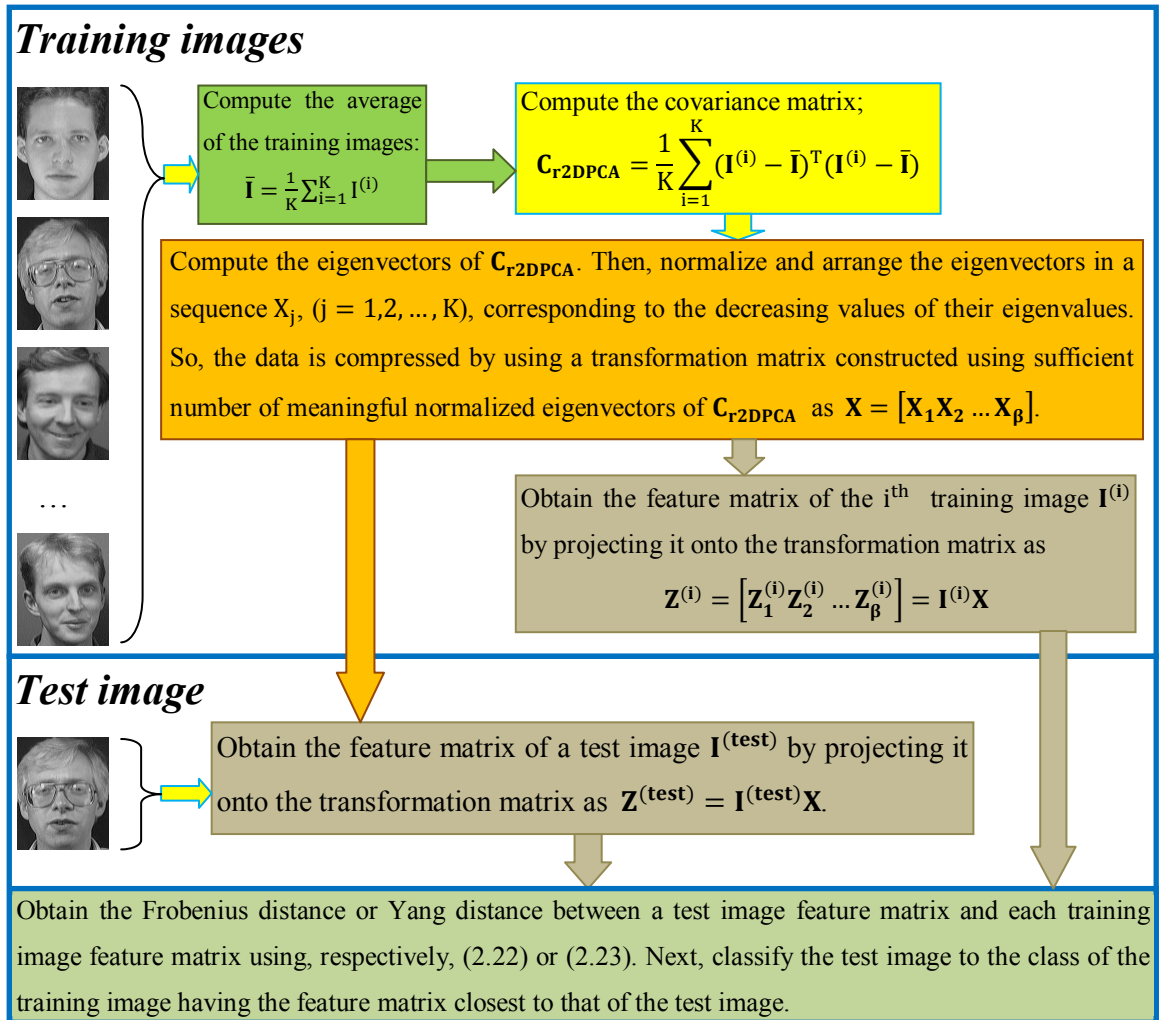 Training images
Compute the average
of the training images:
Ī = 1/K ∑_{i=1}^{K} I^{(i)}
Compute the covariance matrix;
C_{r2DPCA} = 1/K ∑_{i=1}^{K} (I^{(i)} − Ī)^T (I^{(i)} − Ī)
Compute the eigenvectors of C_{r2DPCA}. Then, normalize and arrange the eigenvectors in a
sequence X_j, (j = 1,2, … , K), corresponding to the decreasing values of their eigenvalues.
So, the data is compressed by using a transformation matrix constructed using sufficient
number of meaningful normalized eigenvectors of C_{r2DPCA} as X = [X_1 X_2 … X_β].
...
Obtain the feature matrix of the i^{th} training image I^{(i)}
by projecting it onto the transformation matrix as
Z^{(i)} = [Z_1^{(i)} Z_2^{(i)} … Z_β^{(i)}] = I^{(i)}X
Test image
Obtain the feature matrix of a test image I^{(test)} by projecting it
onto the transformation matrix as Z^{(test)} = I^{(test)}X.
Obtain the Frobenius distance or Yang distance between a test image feature matrix and each training
image feature matrix using, respectively, (2.22) or (2.23). Next, classify the test image to the class of the
training image having the feature matrix closest to that of the test image.